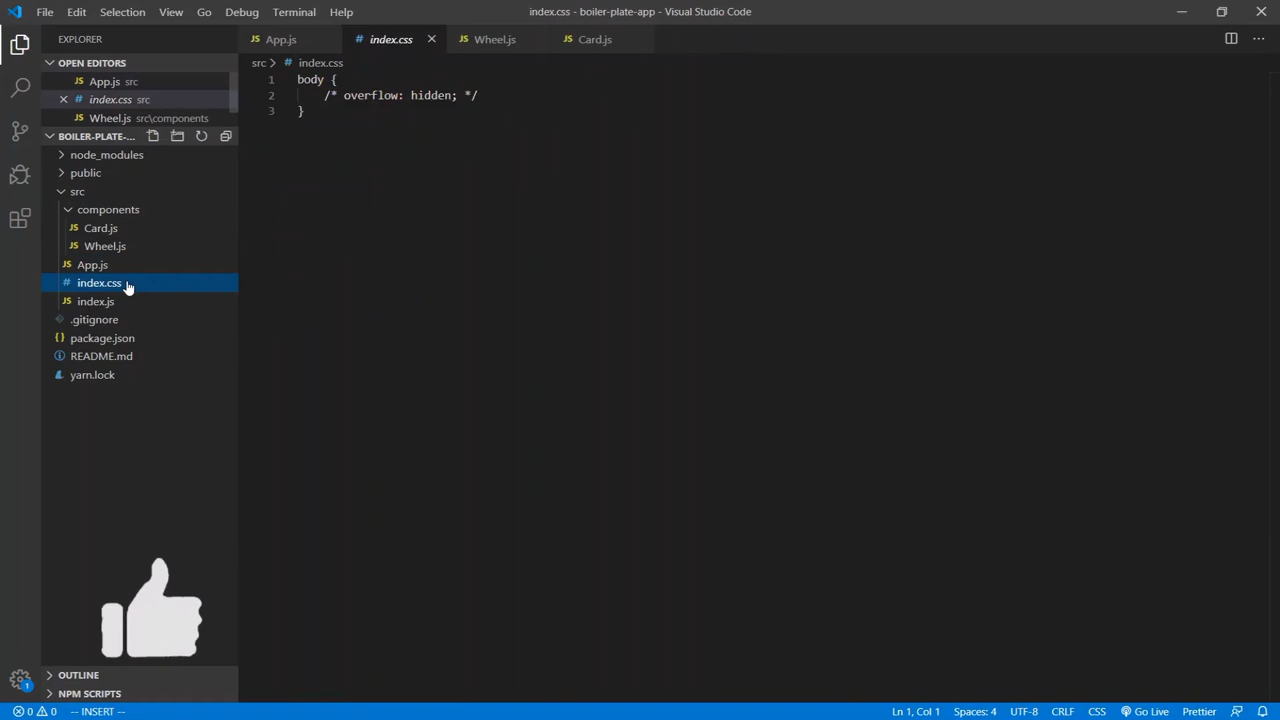 File Edit Selection View Go Debug Terminal Help
index.css - boiler-plate-app - Visual Studio Code
EXPLORER
OPEN EDITORS
JS App.js src
# index.css src
JS Wheel.js src\components
BOILER-PLATE-...
node_modules
public
src
components
JS Card.js
JS Wheel.js
JS App.js
# index.css
JS index.js
.gitignore
{} package.json
README.md
yarn.lock
OUTLINE
NPM SCRIPTS
JS App.js # index.css JS Wheel.js JS Card.js
src > # index.css
1 body {
2 /* overflow: hidden; */
3 }
1
0 0 -- INSERT -- Ln 1, Col 1 Spaces: 4 UTF-8 CRLF CSS Go Live Prettier